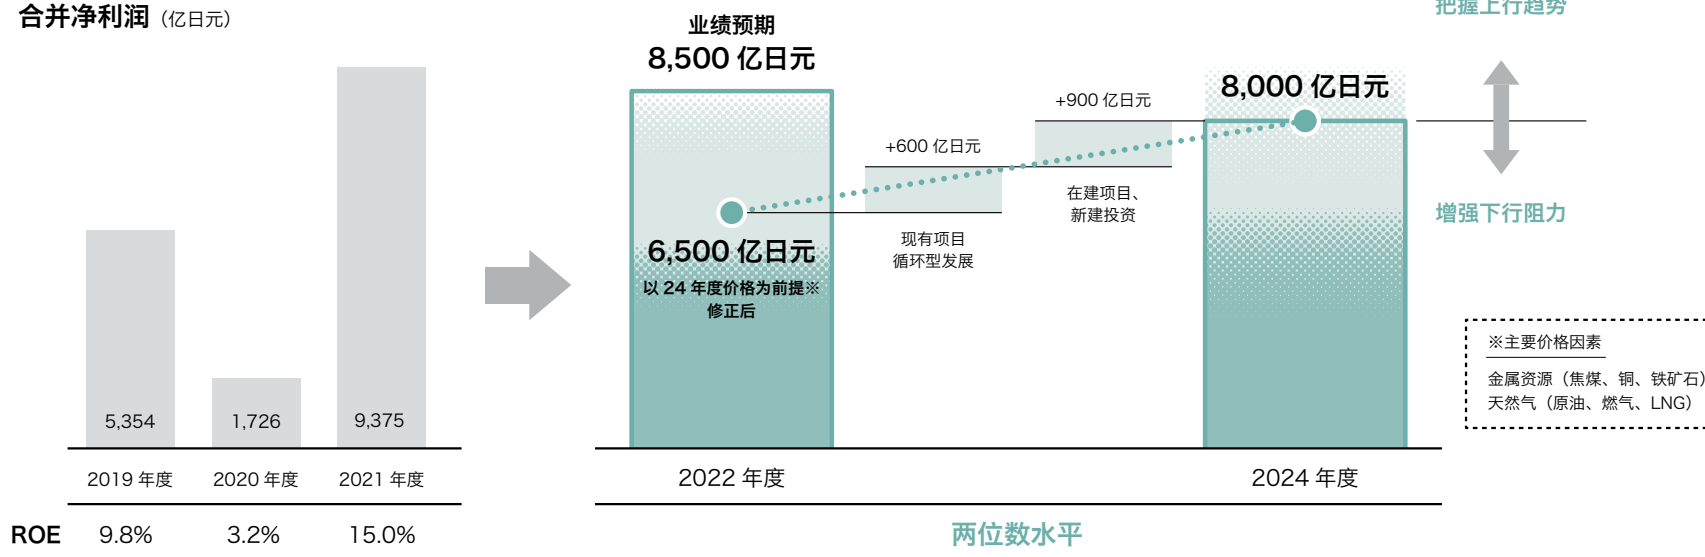 合并净利润（亿日元）
5,354
1,726
9,375
2019 年度
2020 年度
2021 年度
ROE
9.8%
3.2%
15.0%
业绩预期
8,500 亿日元
6,500 亿日元
以 24 年度价格为前提※
修正后
+600 亿日元
现有项目
循环型发展
+900 亿日元
在建项目、
新建投资
8,000 亿日元
2022 年度
2024 年度
两位数水平
把握上行趋势
增强下行阻力
※主要价格因素
金属资源（焦煤、铜、铁矿石）
天然气（原油、燃气、LNG）